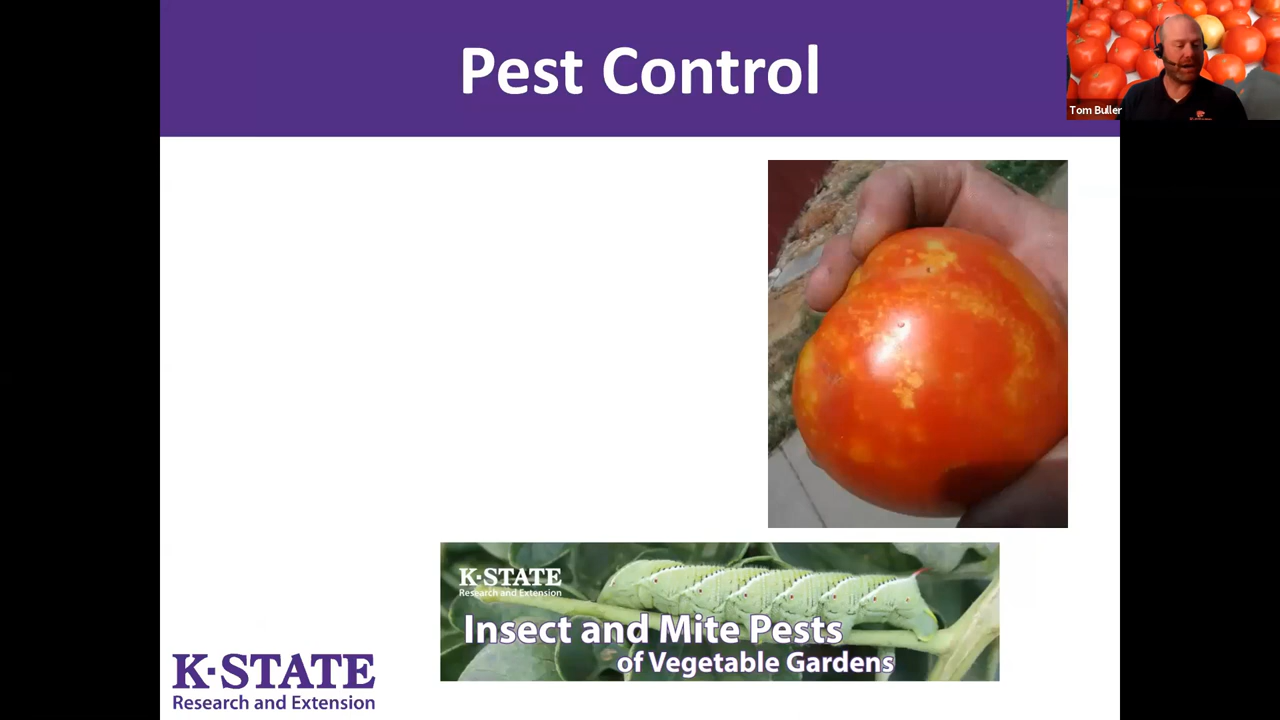 Pest Control
Tom Buller
K-STATE
Research and Extension
Insect and Mite Pests
of Vegetable Gardens
K-STATE
Research and Extension